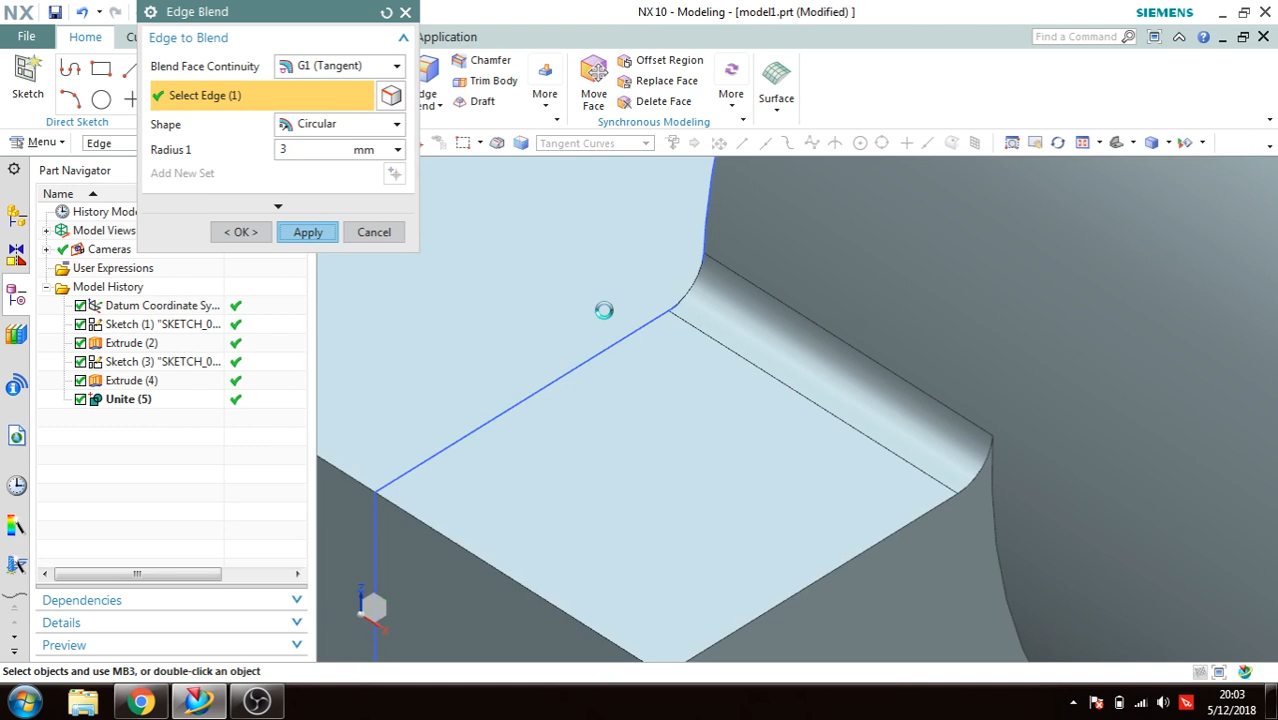 Edge Blend
NX 10 - Modeling - [model1.prt (Modified) ]
SIEMENS
File
Home
Cu
Application
Find a Command
Edge to Blend
Blend Face Continuity
G1 (Tangent)
Select Edge (1)
Shape
Circular
Radius 1
3
mm
Add New Set
< OK >
Apply
Cancel
Sketch
Direct Sketch
Edge
Blend
Chamfer
Trim Body
Draft
More
Move
Face
Offset Region
Replace Face
Delete Face
More
Surface
Synchronous Modeling
Menu
Edge
Tangent Curves
Part Navigator
Name
History Mode
Model Views
Cameras
User Expressions
Model History
Datum Coordinate Sy...
Sketch (1) "SKETCH_0...
Extrude (2)
Sketch (3) "SKETCH_0...
Extrude (4)
Unite (5)
Dependencies
Details
Preview
Z
X
Select objects and use MB3, or double-click an object
20:03
5/12/2018